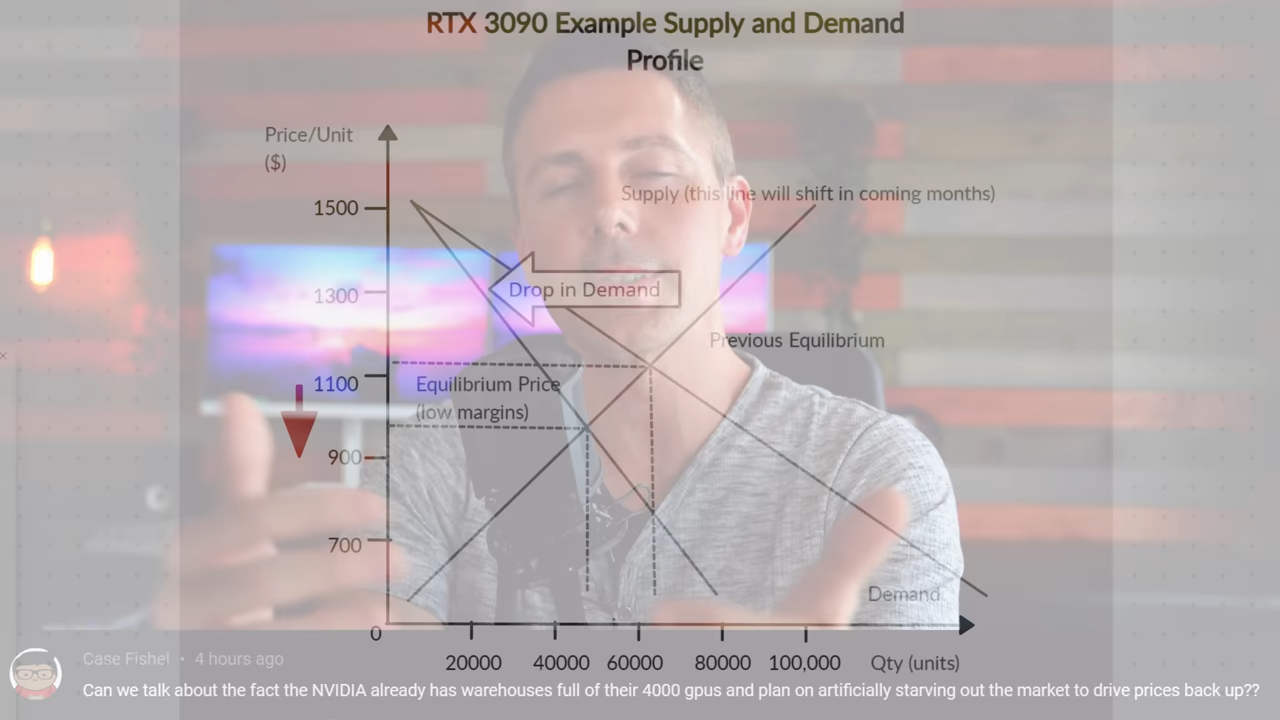 RTX 3090 Example Supply and Demand
Profile
Price/Unit
($)
Supply (this line will shift in coming months)
1500
Drop in Demand
1300
Previous Equilibrium
1100
Equilibrium Price
(low margins)
900
700
Demand
0
20000
40000
60000
80000
100,000
Qty (units)
Case Fishel • 4 hours ago
Can we talk about the fact the NVIDIA already has warehouses full of their 4000 gpus and plan on artificially starving out the market to drive prices back up??